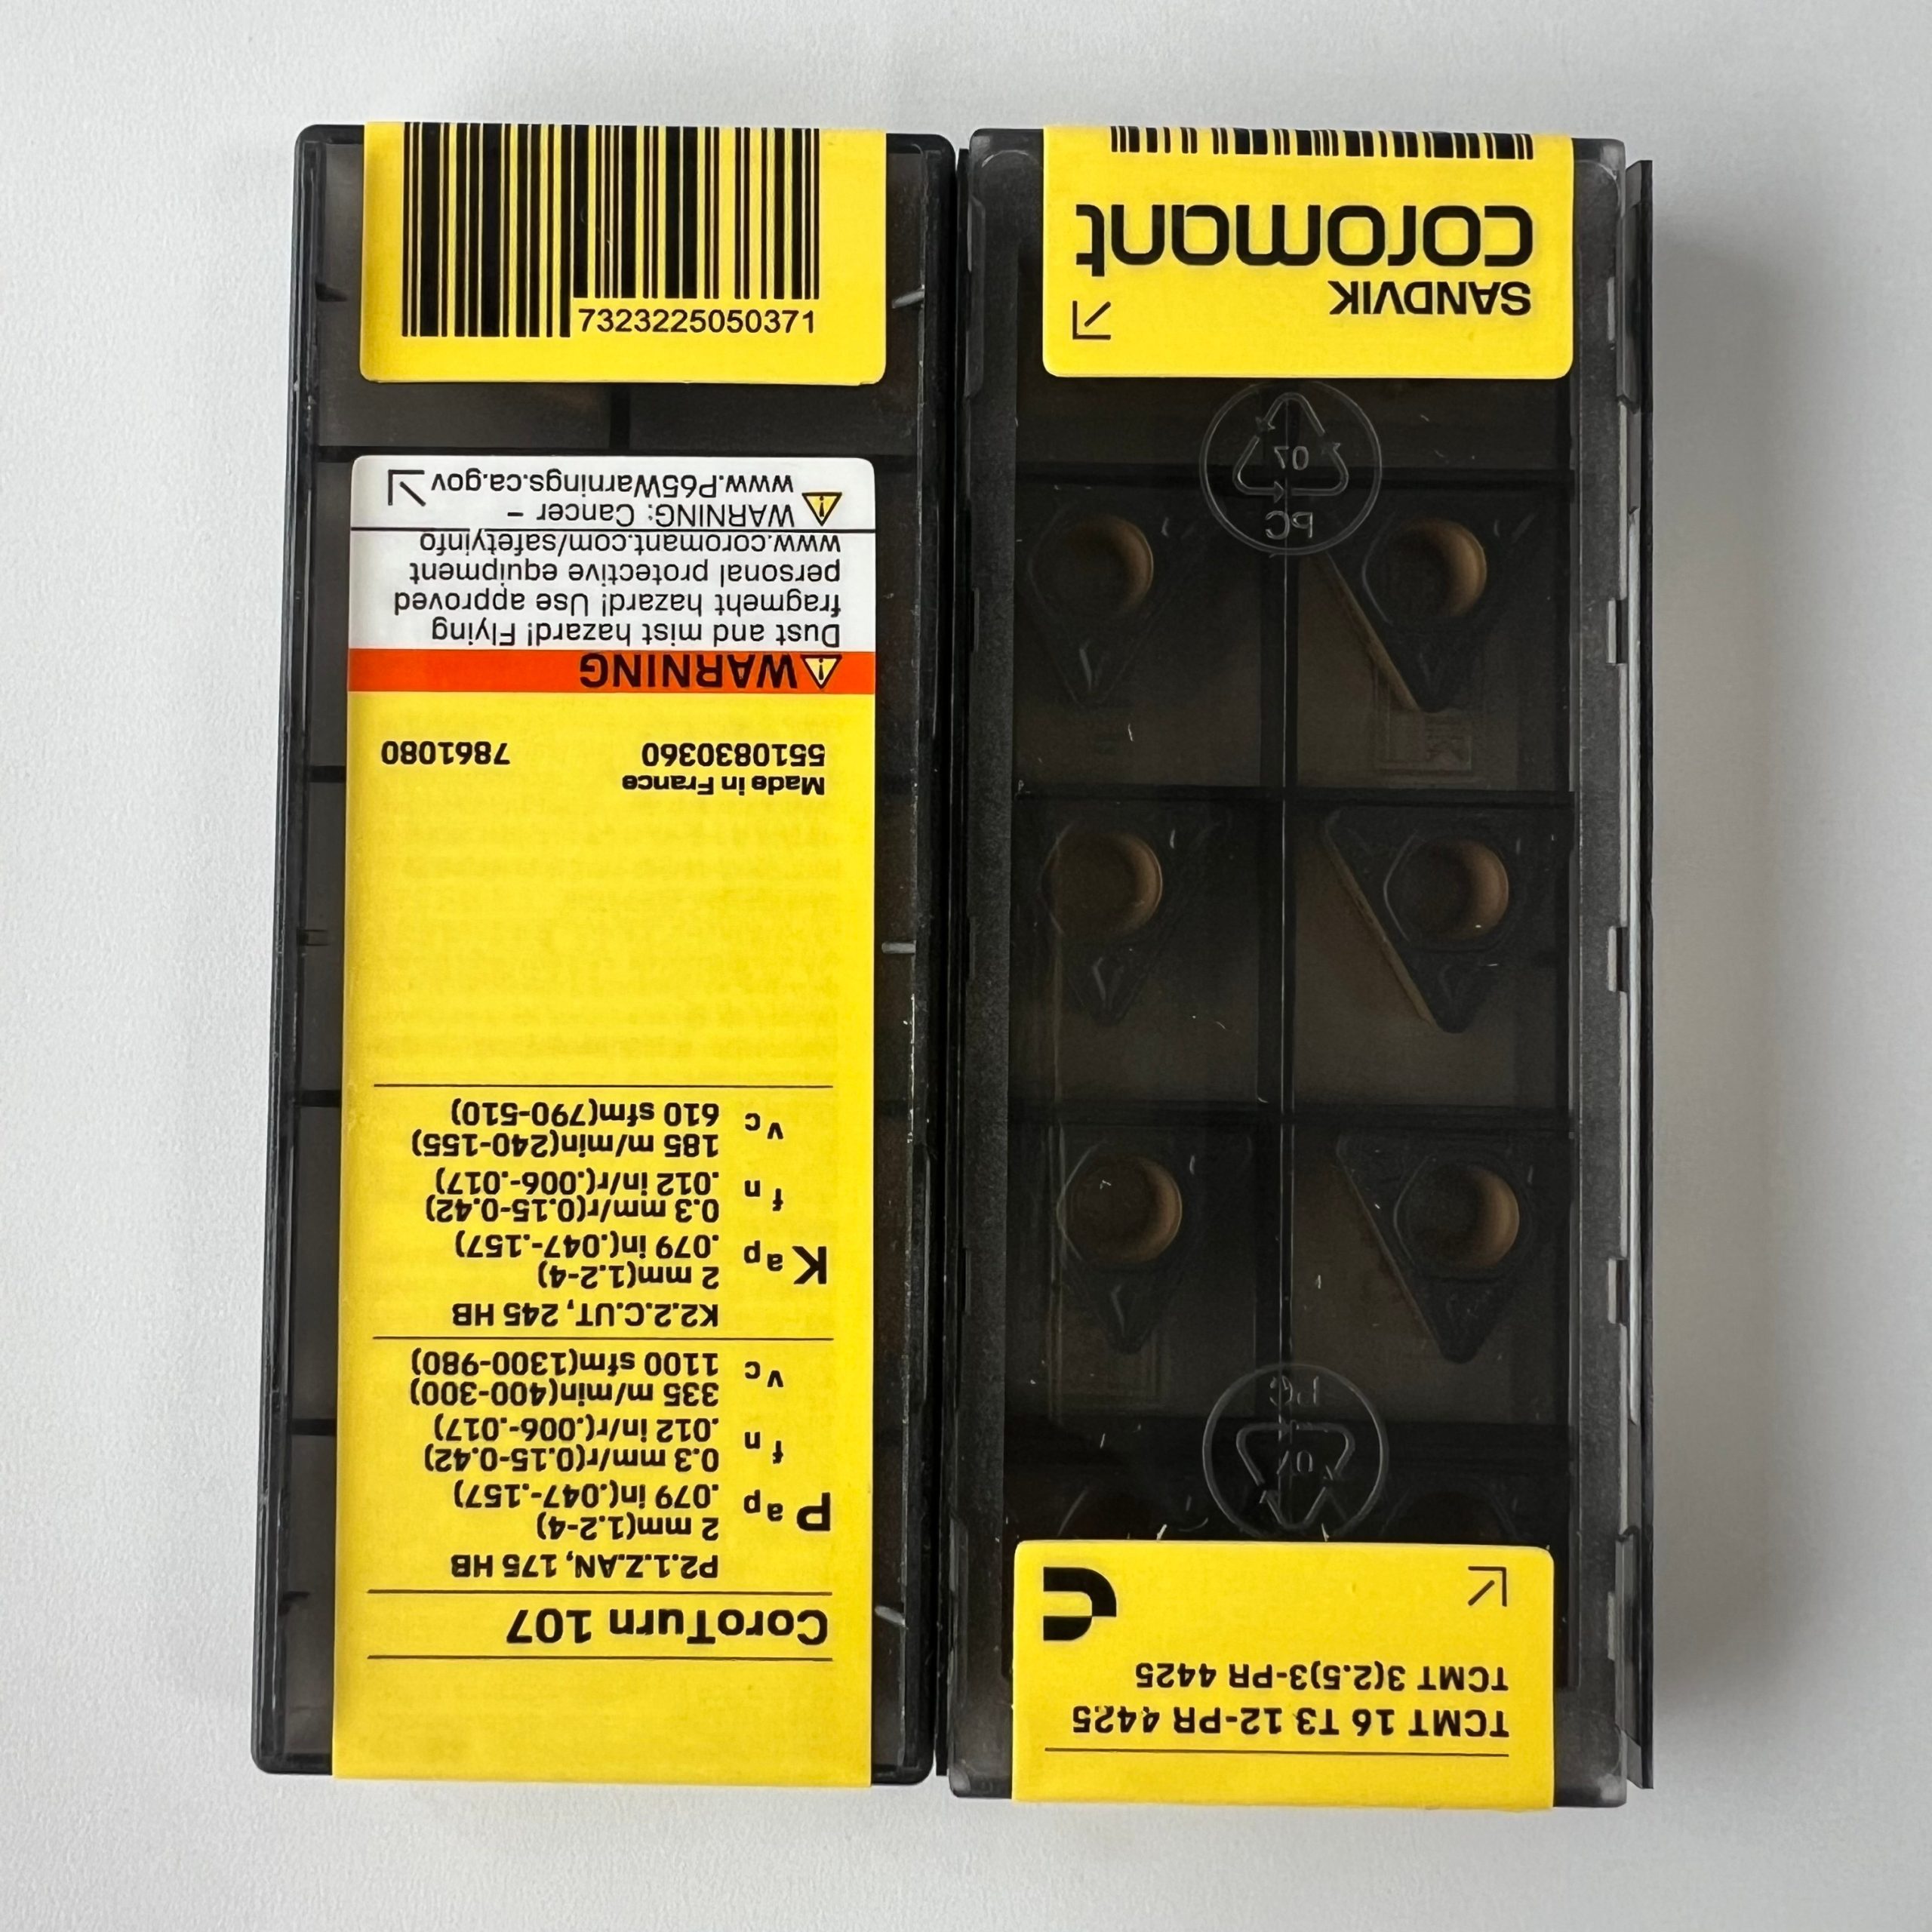 CoroTurn 107
P2.1.Z.AN, 175 HB
P
a p
2 mm(1.2-4)
.079 in(.047-.157)
f n
0.3 mm/r(0.15-0.42)
.012 in/r(.006-.017)
v c
335 m/min(400-300)
1100 sfm(1300-980)
K2.2.C.UT, 245 HB
K
a p
2 mm(1.2-4)
.079 in(.047-.157)
f n
0.3 mm/r(0.15-0.42)
.012 in/r(.006-.017)
v c
185 m/min(240-155)
610 sfm(790-510)
Made in France
5510830360 7861080
WARNING
Dust and mist hazard! Flying
fragment hazard! Use approved
personal protective equipment
www.coromant.com/safetyinfo
WARNING: Cancer -
www.P65Warnings.ca.gov
7323225050371
TCMT 16 T3 12-PR 4425
TCMT 3(2.5)3-PR 4425
PC
07
07
PC
SANDVIK
coromant